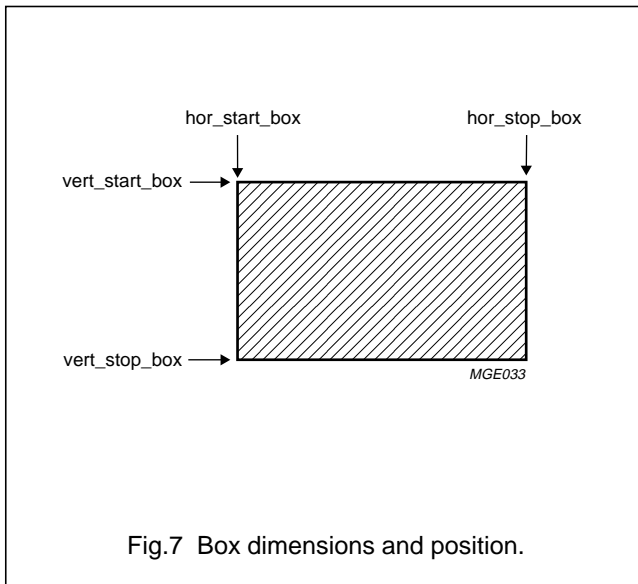 hor_start_box hor_stop_box
vert_start_box
vert_stop_box
MGE033
Fig.7 Box dimensions and position.